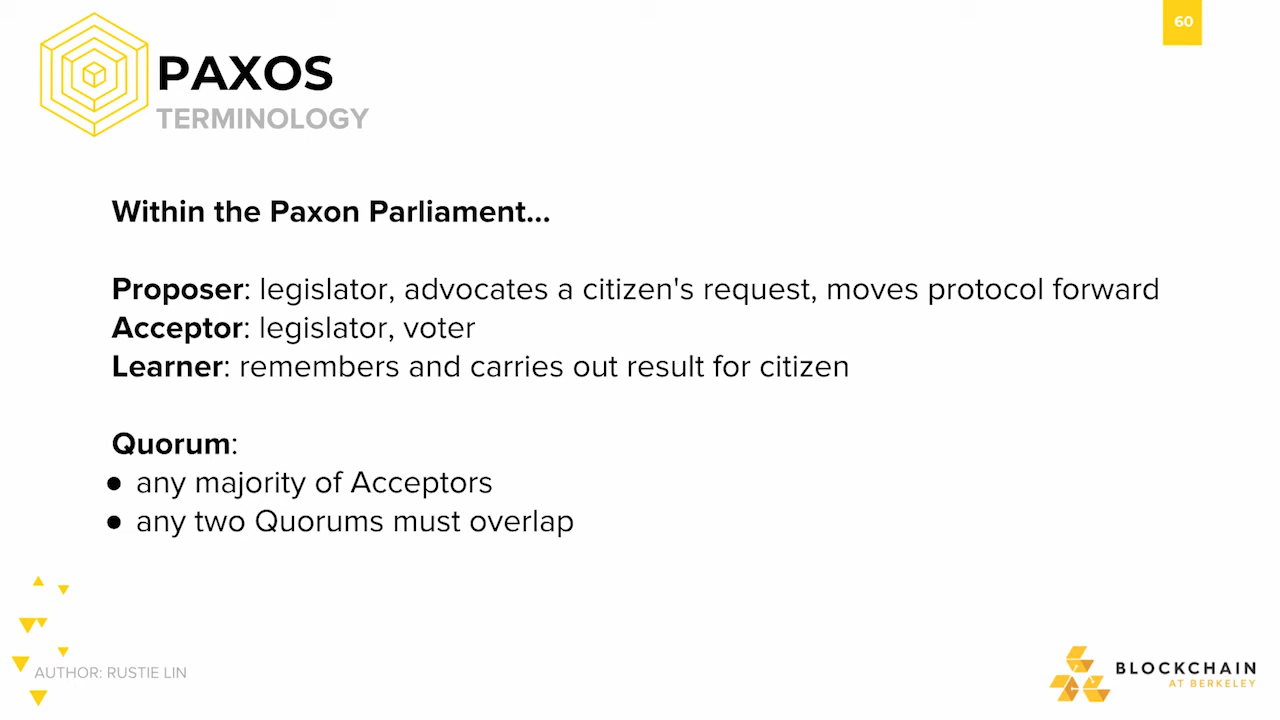 60
PAXOS
TERMINOLOGY
Within the Paxon Parliament...
Proposer: legislator, advocates a citizen's request, moves protocol forward
Acceptor: legislator, voter
Learner: remembers and carries out result for citizen
Quorum:
● any majority of Acceptors
● any two Quorums must overlap
AUTHOR: RUSTIE LIN
BLOCKCHAIN
AT BERKELEY